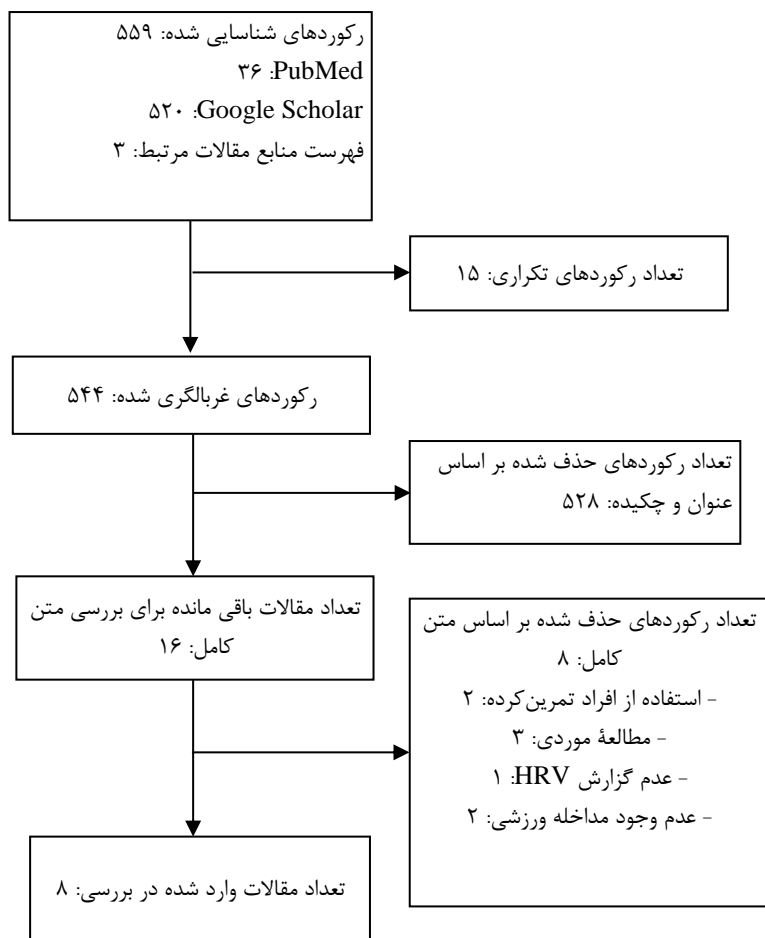 رکوردهای شناسایی شده: ۵۵۹
PubMed: ۳۶
Google Scholar: ۵۲۰
فهرست منابع مقالات مرتبط: ۳
تعداد رکوردهای تکراری: ۱۵
رکوردهای غربالگری شده: ۵۴۴
تعداد رکوردهای حذف شده بر اساس
عنوان و چکیده: ۵۲۸
تعداد مقالات باقی مانده برای بررسی متن
کامل: ۱۶
تعداد رکوردهای حذف شده بر اساس متن
کامل: ۸
- استفاده از افراد تمرین‌کرده: ۲
- مطالعهٔ موردی: ۳
- عدم گزارش HRV: ۱
- عدم وجود مداخله ورزشی: ۲
تعداد مقالات وارد شده در بررسی: ۸